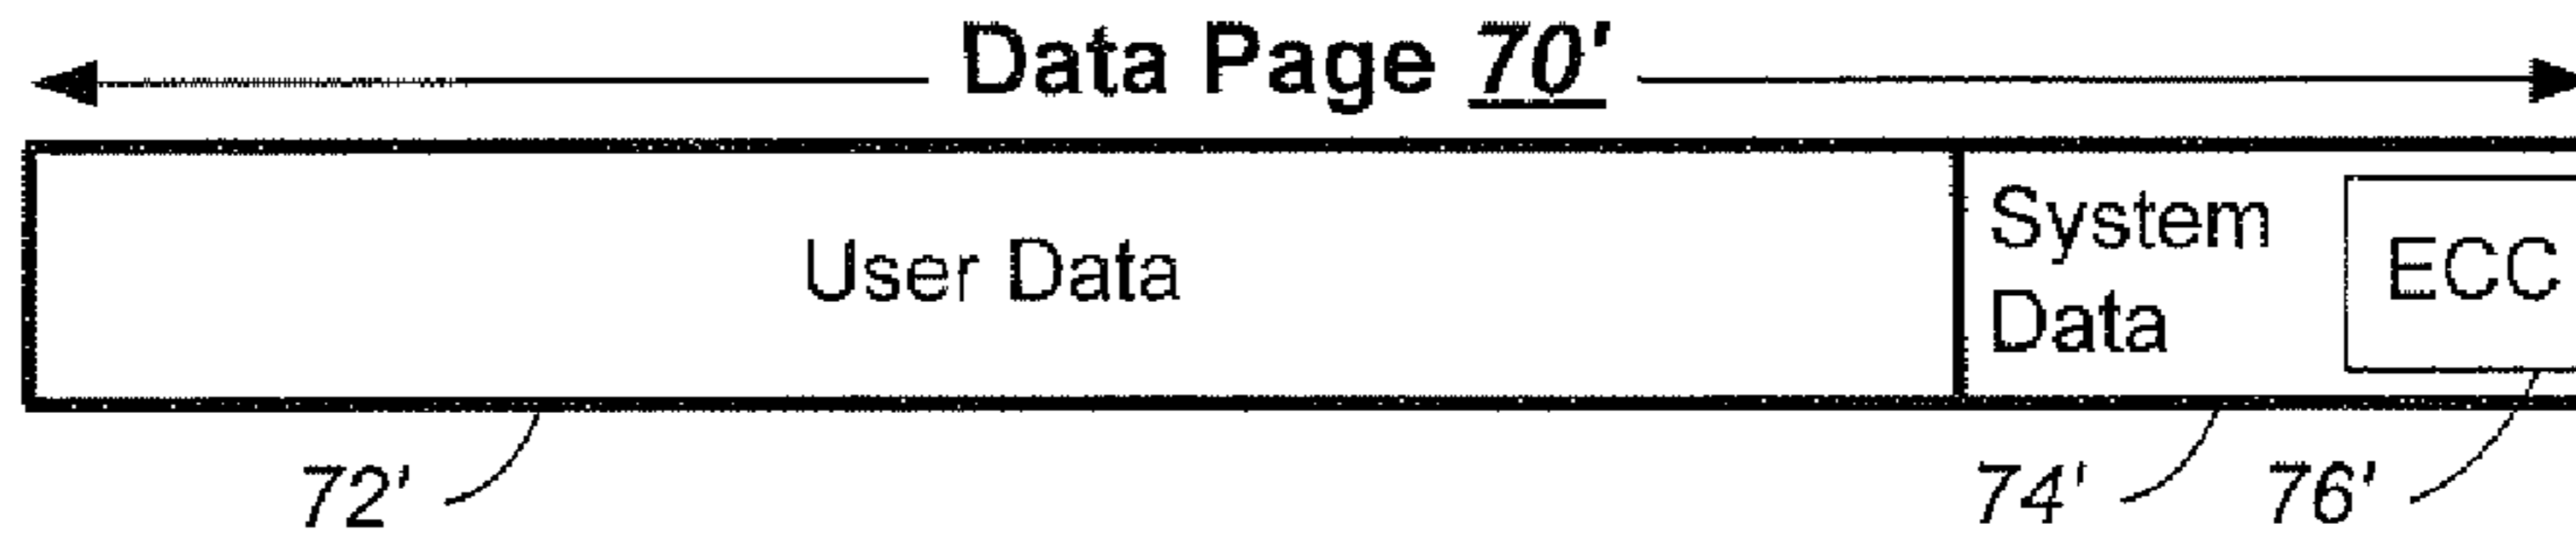 Data Page 70'
User Data
System
Data
ECC
72'
74'
76'